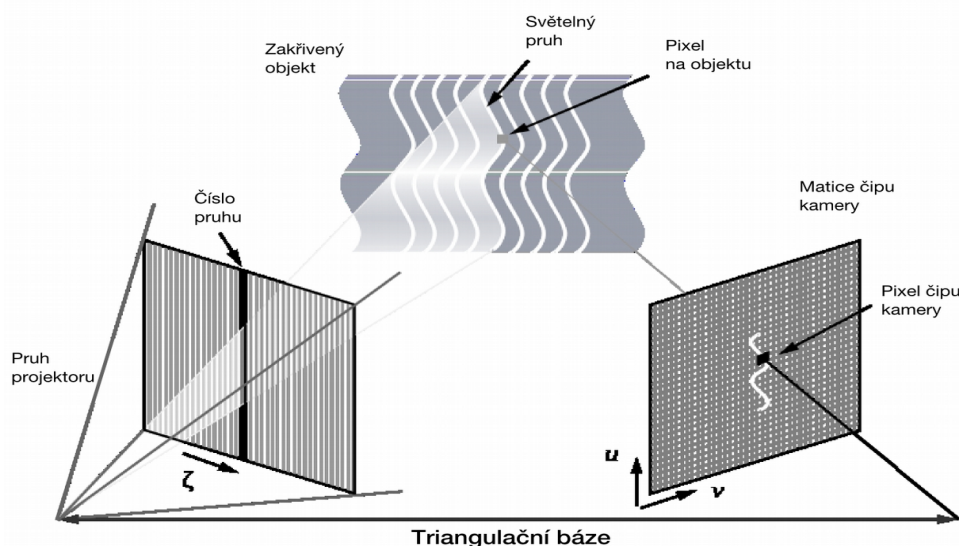 Světelný
pruh
Zakřivený
objekt
Pixel
na objektu
Číslo
pruhu
Matice čipu
kamery
Pixel čipu
kamery
Pruh
projektoru
ζ
u
v
Triangulační báze